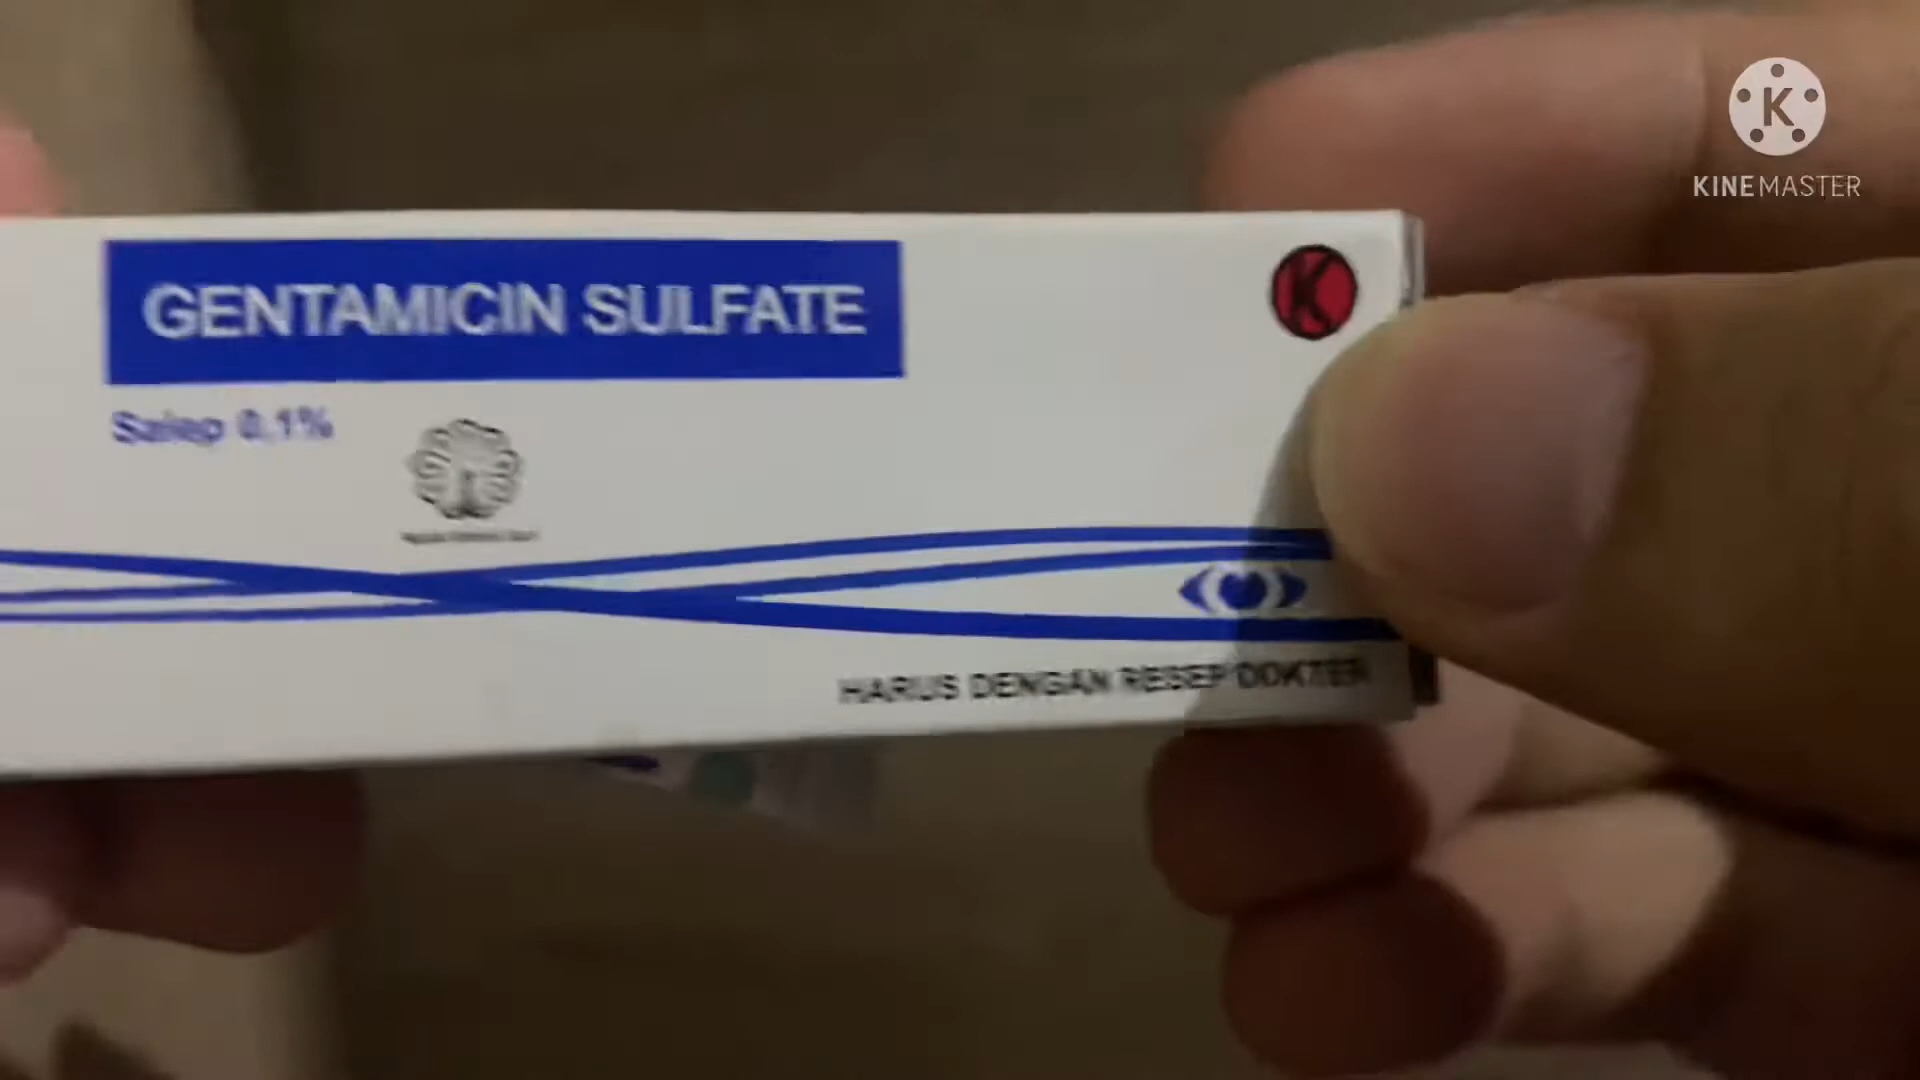 K
KINEMASTER
GENTAMICIN SULFATE
K
Salep 0,1%
HARUS DENGAN RESEP DOKTER